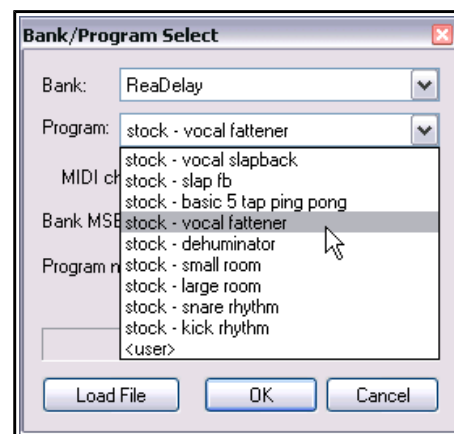 Bank/Program Select
Bank: ReaDelay
Program: stock - vocal fattener
stock - vocal slapback
MIDI ch stock - slap fb
stock - basic 5 tap ping pong
Bank MSB stock - vocal fattener
stock - dehuminator
Program n stock - small room
stock - large room
stock - snare rhythm
stock - kick rhythm
<user>
Load File OK Cancel